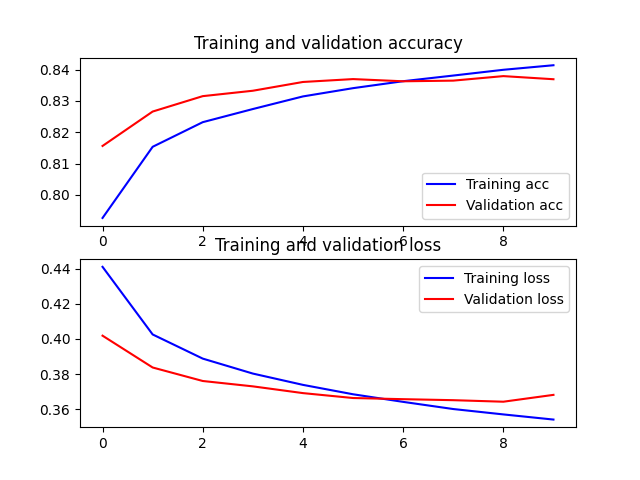 Training and validation accuracy
0.84
0.83
0.82
0.81
0.80
Training acc
Validation acc
0 2 4 6 8
Training and validation loss
0.44
0.42
0.40
0.38
0.36
Training loss
Validation loss
0 2 4 6 8